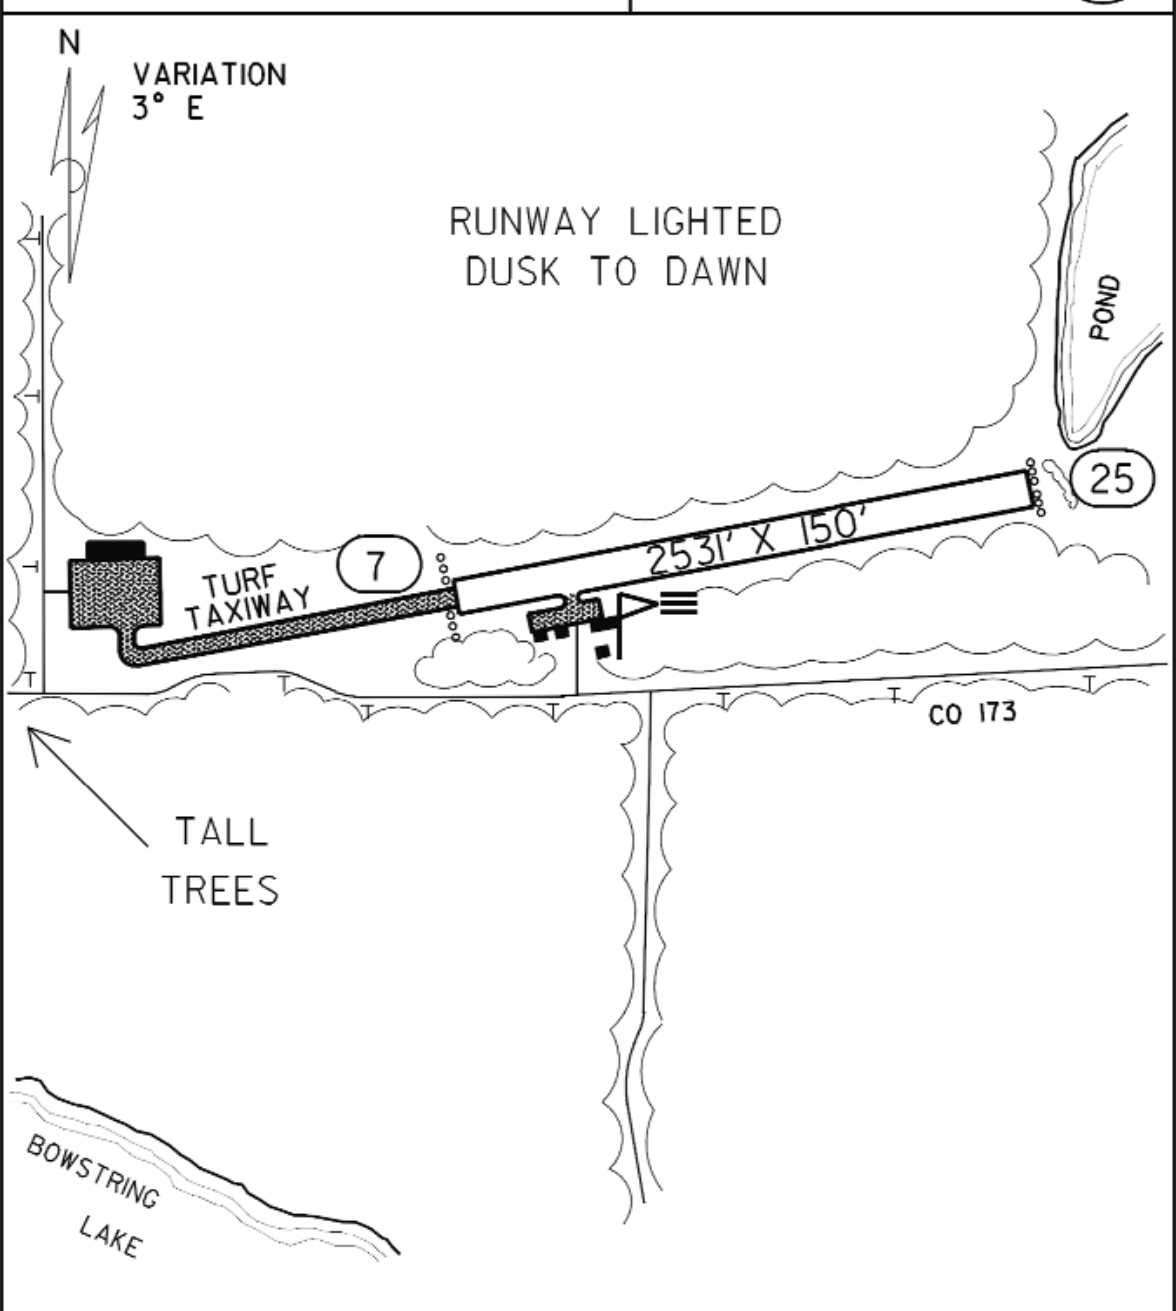 N
VARIATION
3° E
RUNWAY LIGHTED
DUSK TO DAWN
POND
25
2531' X 150'
7
TURF
TAXIWAY
CO 173
TALL
TREES
BOWSTRING
LAKE